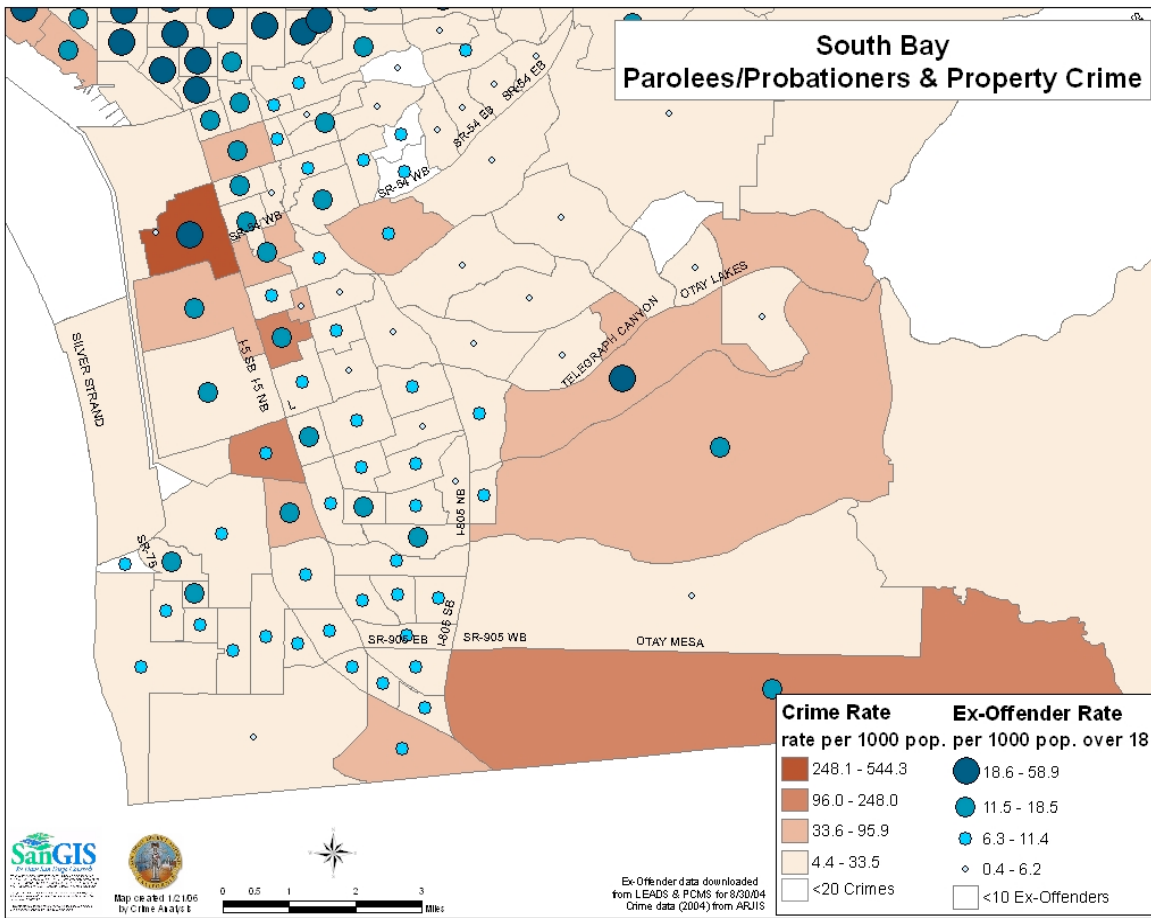 South Bay
Parolees/Probationers & Property Crime
SR-54 EB
SR-54 EB
SR-54 WB
SR-54 WB
OTAY LAKES
TELEGRAPH CANYON
SILVER STRAND
I-5 SB
I-5 NB
L
I-805 NB
SR-75
I-805 SB
SR-905 EB
SR-905 WB
OTAY MESA
Crime Rate
rate per 1000 pop.
248.1 - 544.3
96.0 - 248.0
33.6 - 95.9
4.4 - 33.5
<20 Crimes
Ex-Offender Rate
per 1000 pop. over 18
18.6 - 58.9
11.5 - 18.5
6.3 - 11.4
0.4 - 6.2
<10 Ex-Offenders
SanGIS
Map created 1/21/06
by Crime Analysis
0 0.5 1 2 3
Miles
Ex-Offender data downloaded
from LEADS & PCMS for 8/30/04
Crime data (2004) from ARJIS